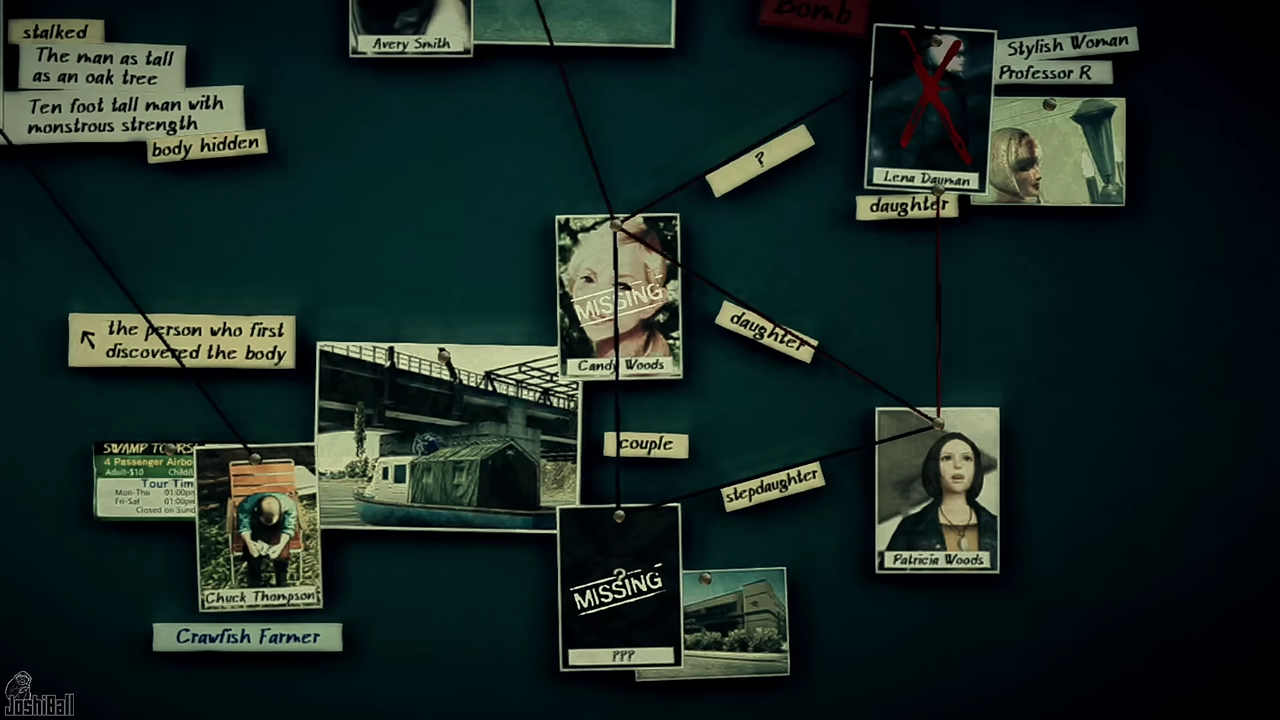 stalked
The man as tall
as an oak tree
Ten foot tall man with
monstrous strength
body hidden
Avery Smith
Bomb
Stylish Woman
Professor R
Lena Dauman
daughter
?
MISSING
Candy Woods
daughter
the person who first
discovered the body
couple
stepdaughter
SWAMP TOURS
4 Passenger Airbo
Adult-$10 Child
Tour Tim
Mon-Thu 01:00pm
Fri-Sat 01:00pm
Closed on Sund
Chuck Thompson
Crawfish Farmer
?
MISSING
???
Patricia Woods
JoshiBall